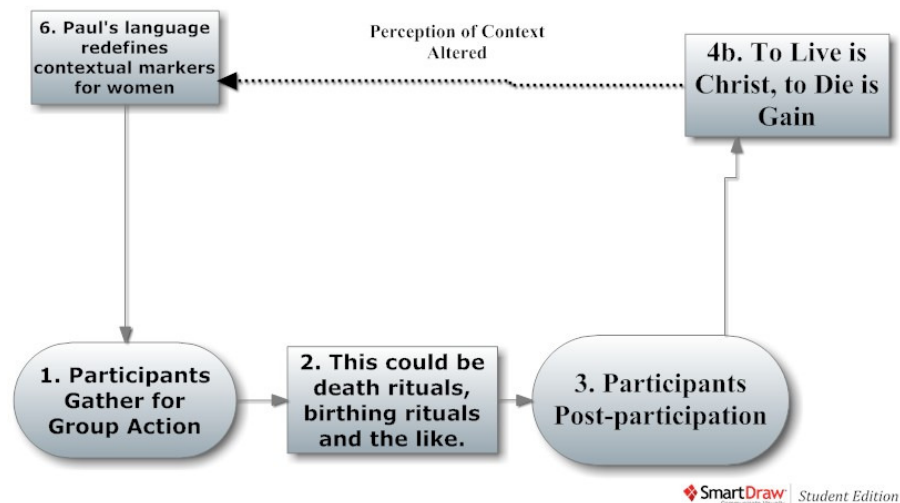 6. Paul's language
redefines
contextual markers
for women
Perception of Context
Altered
4b. To Live is
Christ, to Die is
Gain
1. Participants
Gather for
Group Action
2. This could be
death rituals,
birthing rituals
and the like.
3. Participants
Post-participation
SmartDraw Student Edition